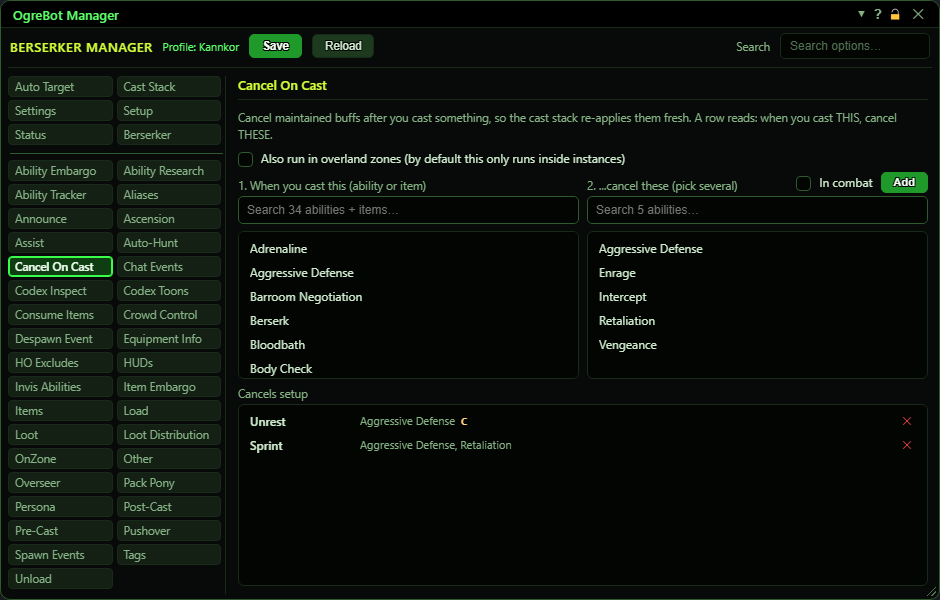 OgreBot Manager
▼ ?
BERSERKER MANAGER Profile: Kannkor Save Reload Search Search options...
Auto Target Cast Stack
Settings Setup
Status Berserker
Ability Embargo Ability Research
Ability Tracker Aliases
Announce Ascension
Assist Auto-Hunt
Cancel On Cast Chat Events
Codex Inspect Codex Toons
Consume Items Crowd Control
Despawn Event Equipment Info
HO Excludes HUDs
Invis Abilities Item Embargo
Items Load
Loot Loot Distribution
OnZone Other
Overseer Pack Pony
Persona Post-Cast
Pre-Cast Pushover
Spawn Events Tags
Unload
Cancel On Cast
Cancel maintained buffs after you cast something, so the cast stack re-applies them fresh. A row reads: when you cast THIS, cancel
THESE.
Also run in overland zones (by default this only runs inside instances)
1. When you cast this (ability or item)
Search 34 abilities + items...
Adrenaline
Aggressive Defense
Barroom Negotiation
Berserk
Bloodbath
Body Check
2. ...cancel these (pick several) In combat Add
Search 5 abilities...
Aggressive Defense
Enrage
Intercept
Retaliation
Vengeance
Cancels setup
Unrest Aggressive Defense C
Sprint Aggressive Defense, Retaliation